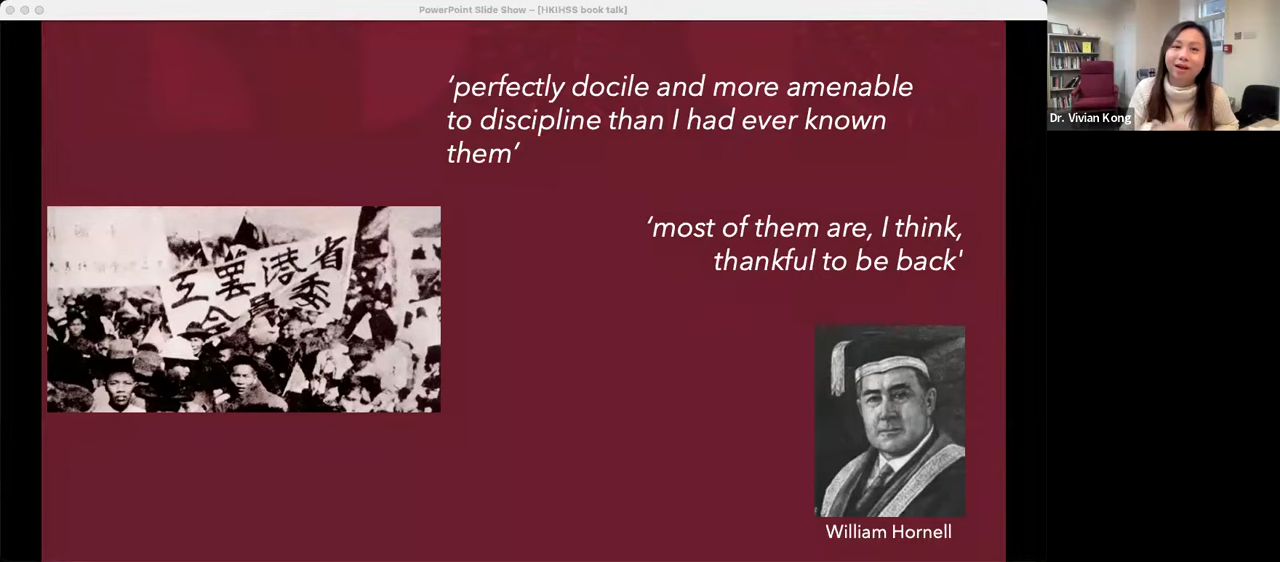 PowerPoint Slide Show – [HKIHSS book talk]
‘perfectly docile and more amenable
to discipline than I had ever known
them’
‘most of them are, I think,
thankful to be back'
省港罷工
委員会
William Hornell
Dr. Vivian Kong